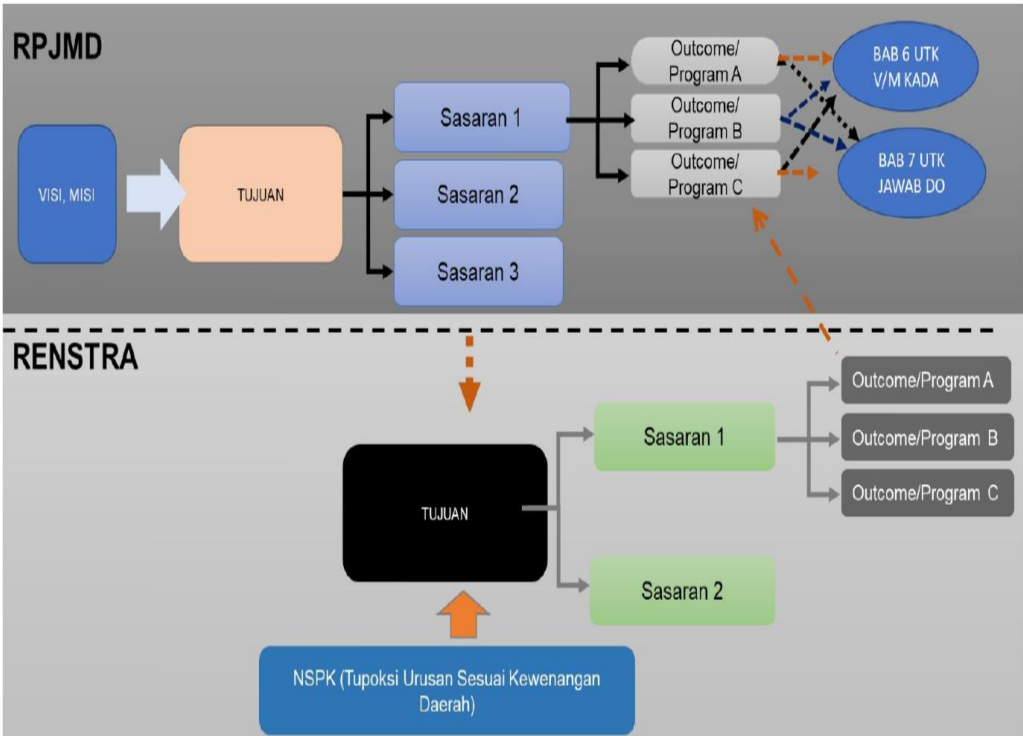 RPJMD
VISI, MISI
TUJUAN
Sasaran 1
Sasaran 2
Sasaran 3
Outcome/
Program A
Outcome/
Program B
Outcome/
Program C
BAB 6 UTK
V/M KADA
BAB 7 UTK
JAWAB DO
RENSTRA
TUJUAN
Sasaran 1
Sasaran 2
Outcome/Program A
Outcome/Program B
Outcome/Program C
NSPK (Tupoksi Urusan Sesuai Kewenangan
Daerah)